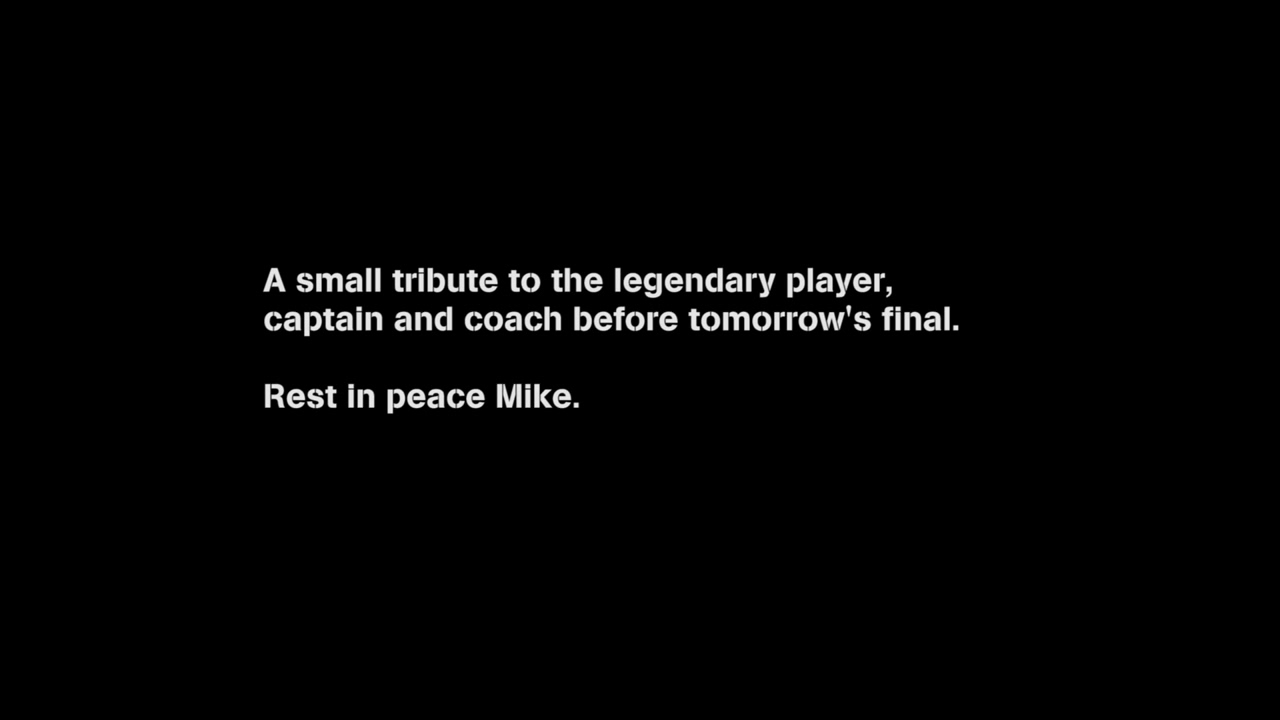 A small tribute to the legendary player,
captain and coach before tomorrow's final.
Rest in peace Mike.